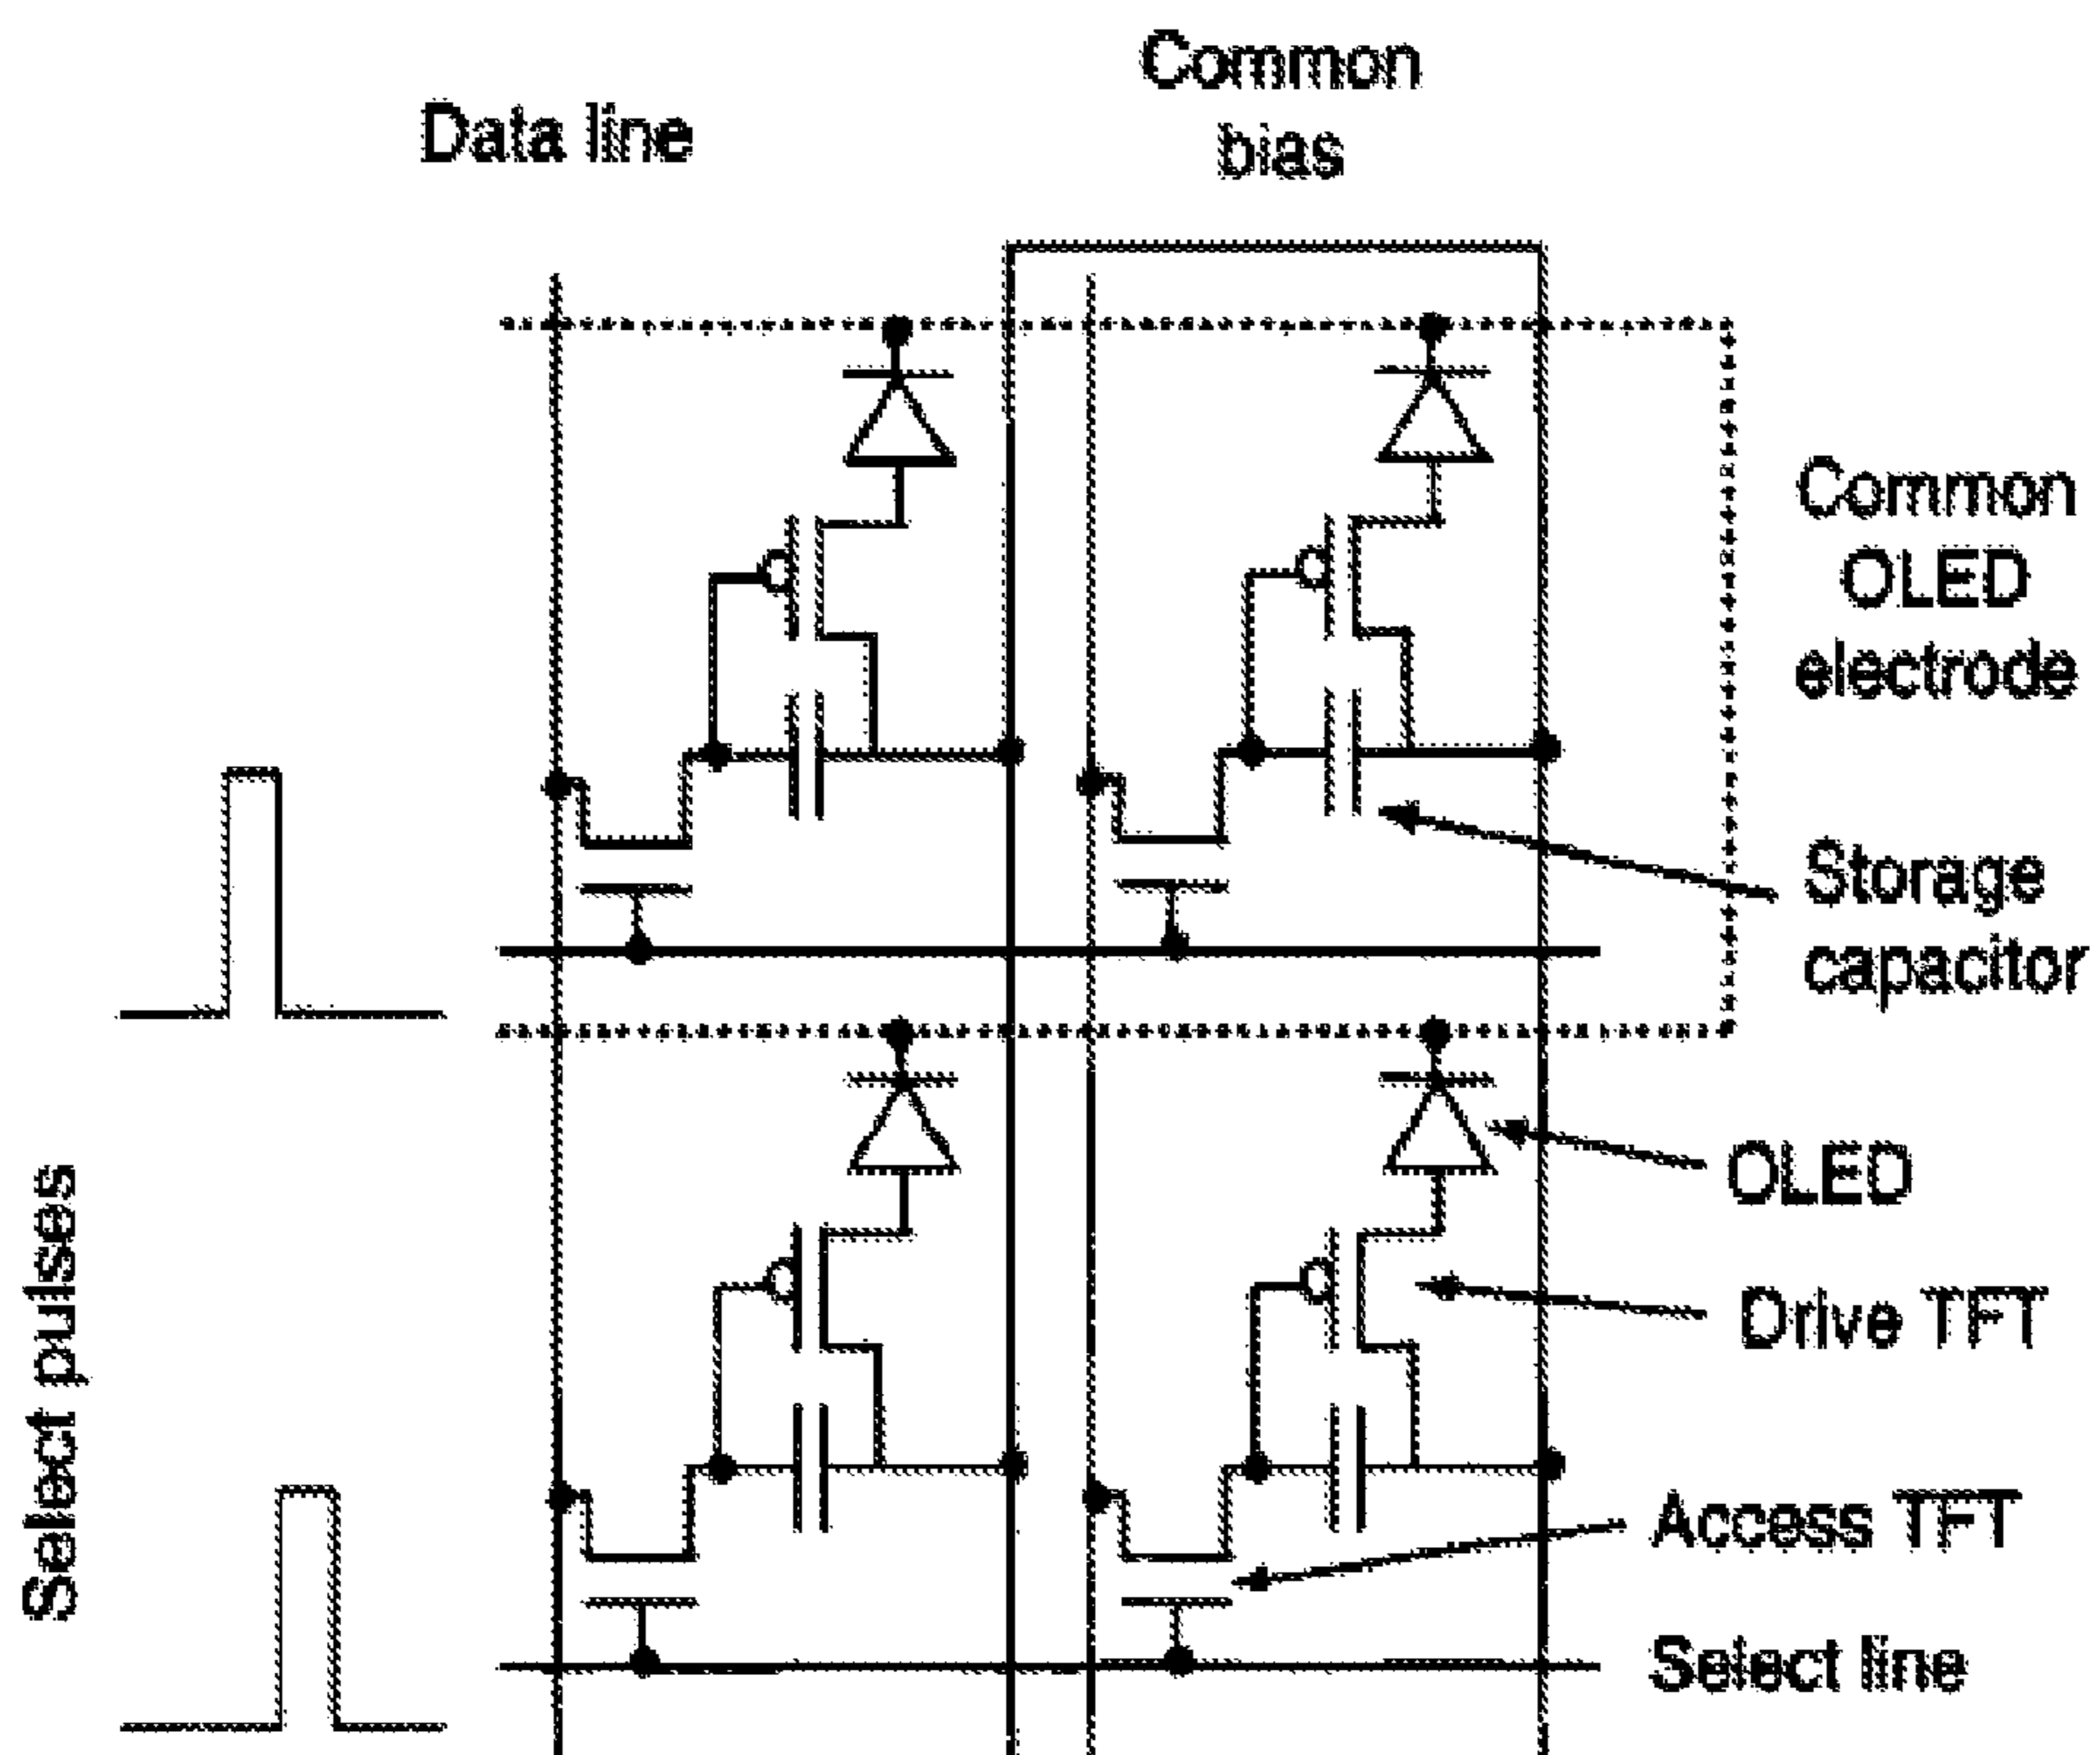 Common
bias
Data line
Common
OLED
electrode
Storage
capacitor
OLED
Drive TFT
Access TFT
Select line
Select pulses